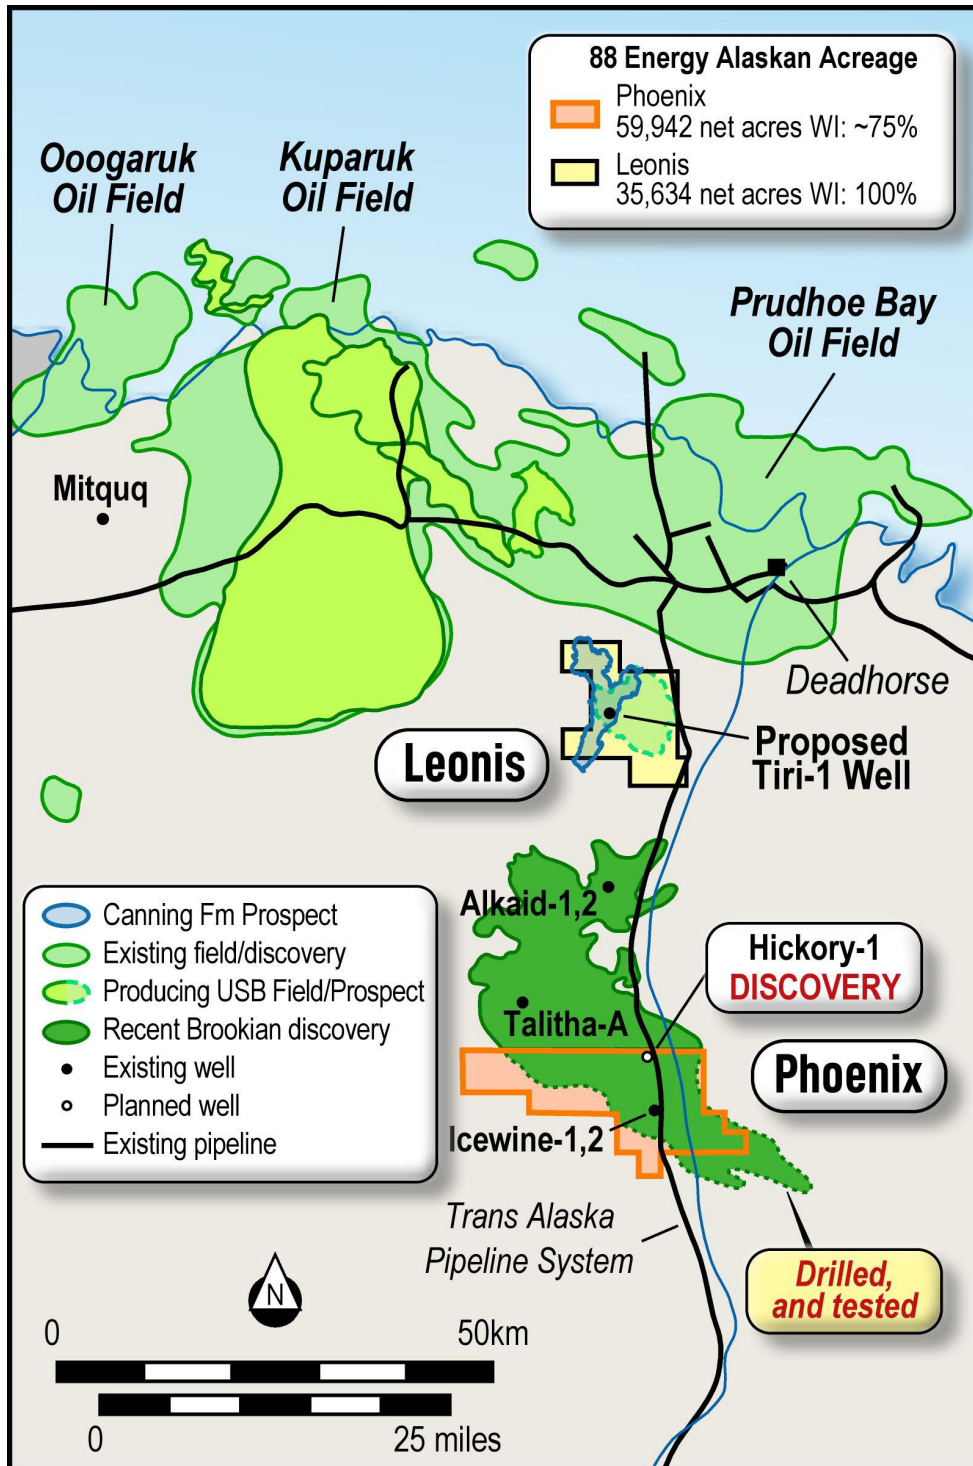 88 Energy Alaskan Acreage
Phoenix
59,942 net acres WI: ~75%
Leonis
35,634 net acres WI: 100%
Ooogaruk
Oil Field
Kuparuk
Oil Field
Prudhoe Bay
Oil Field
Mitquq
Deadhorse
Proposed
Tiri-1 Well
Leonis
Canning Fm Prospect
Existing field/discovery
Producing USB Field/Prospect
Recent Brookian discovery
Existing well
Planned well
Existing pipeline
Alkaid-1,2
Hickory-1
DISCOVERY
Talitha-A
Phoenix
Icewine-1,2
Trans Alaska
Pipeline System
Drilled,
and tested
N
0 50km
0 25 miles